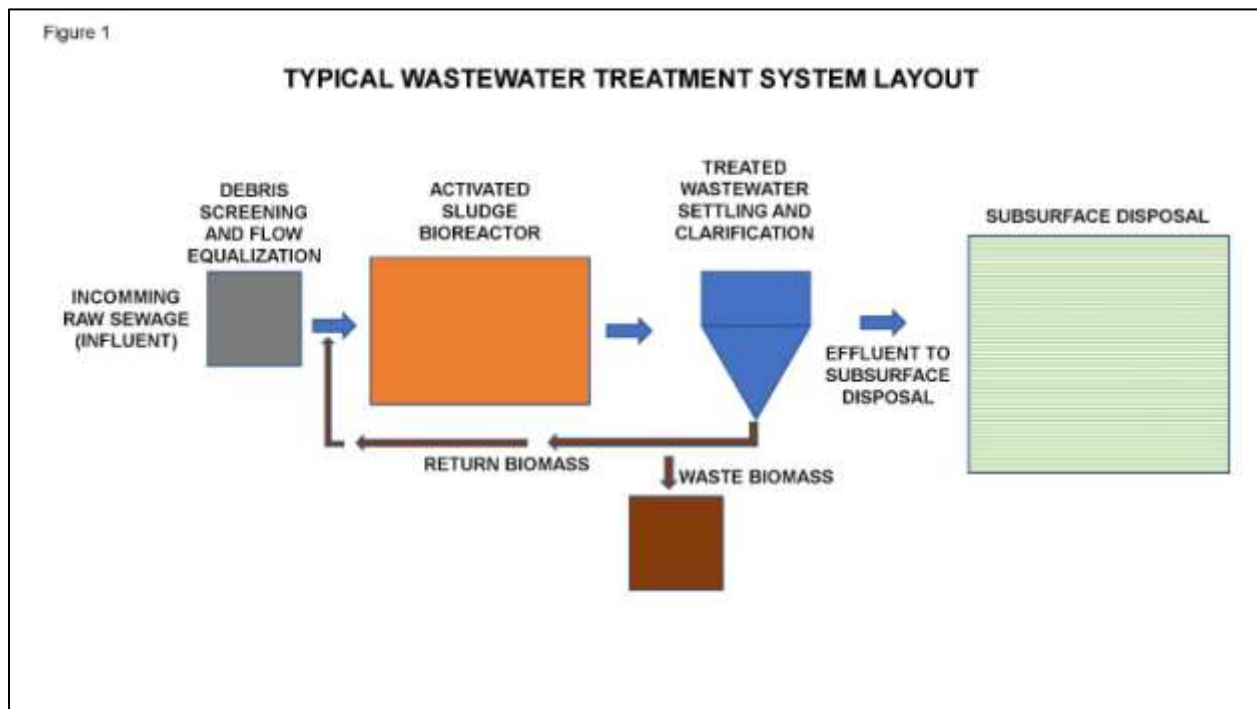 Figure 1
TYPICAL WASTEWATER TREATMENT SYSTEM LAYOUT
INCOMMING
RAW SEWAGE
(INFLUENT)
DEBRIS
SCREENING
AND FLOW
EQUALIZATION
ACTIVATED
SLUDGE
BIOREACTOR
TREATED
WASTEWATER
SETTLING AND
CLARIFICATION
EFFLUENT TO
SUBSURFACE
DISPOSAL
SUBSURFACE DISPOSAL
RETURN BIOMASS
WASTE BIOMASS